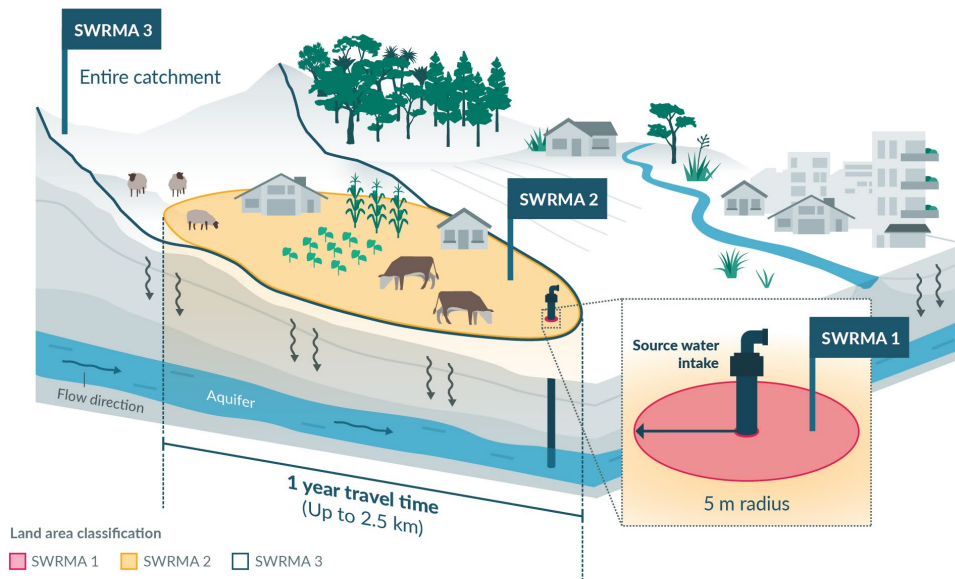 SWRMA 3
Entire catchment
SWRMA 2
SWRMA 1
Source water
intake
5 m radius
Flow direction
Aquifer
1 year travel time
(Up to 2.5 km)
Land area classification
SWRMA 1
SWRMA 2
SWRMA 3